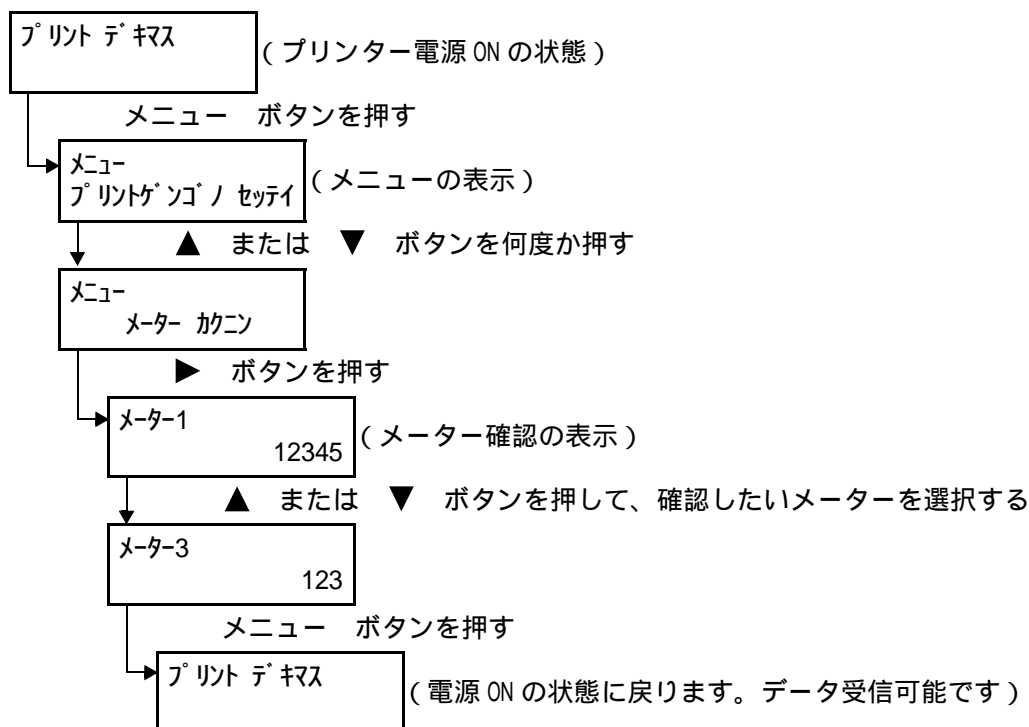 ﾌﾟﾘﾝﾄ ﾃﾞｷﾏｽ
(プリンター電源 ON の状態)
メニュー ボタンを押す
ﾒﾆｭｰ
ﾌﾟﾘﾝﾄｹﾞﾝｺﾞﾉ ｾｯﾃｲ
(メニューの表示)
▲ または ▼ ボタンを何度か押す
ﾒﾆｭｰ
ﾒｰﾀｰ ｶｸﾆﾝ
▶ ボタンを押す
ﾒｰﾀｰ1
12345
(メーター確認の表示)
▲ または ▼ ボタンを押して、確認したいメーターを選択する
ﾒｰﾀｰ3
123
メニュー ボタンを押す
ﾌﾟﾘﾝﾄ ﾃﾞｷﾏｽ
(電源 ON の状態に戻ります。データ受信可能です)